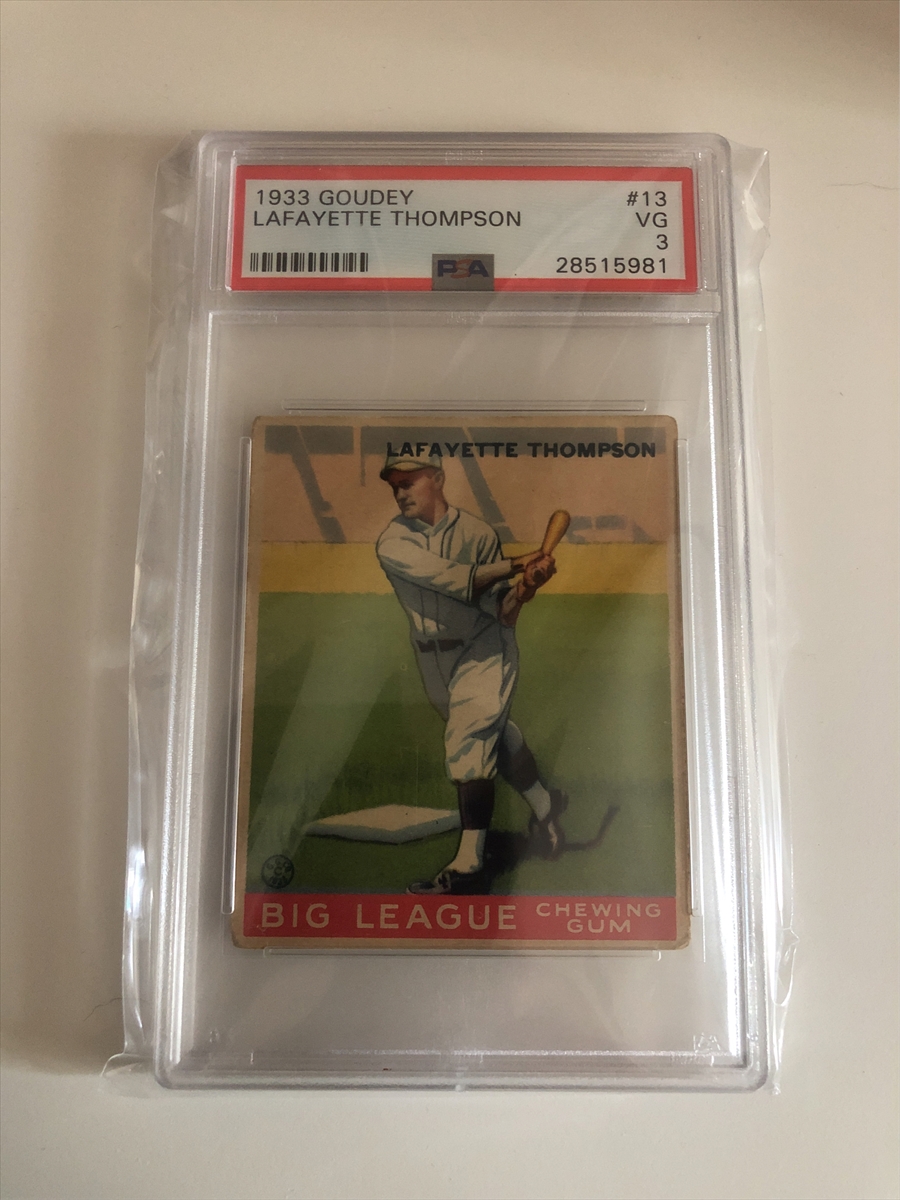 1933 GOUDEY #13
LAFAYETTE THOMPSON VG
3
PSA 28515981
LAFAYETTE THOMPSON
BIG LEAGUE CHEWING
GUM